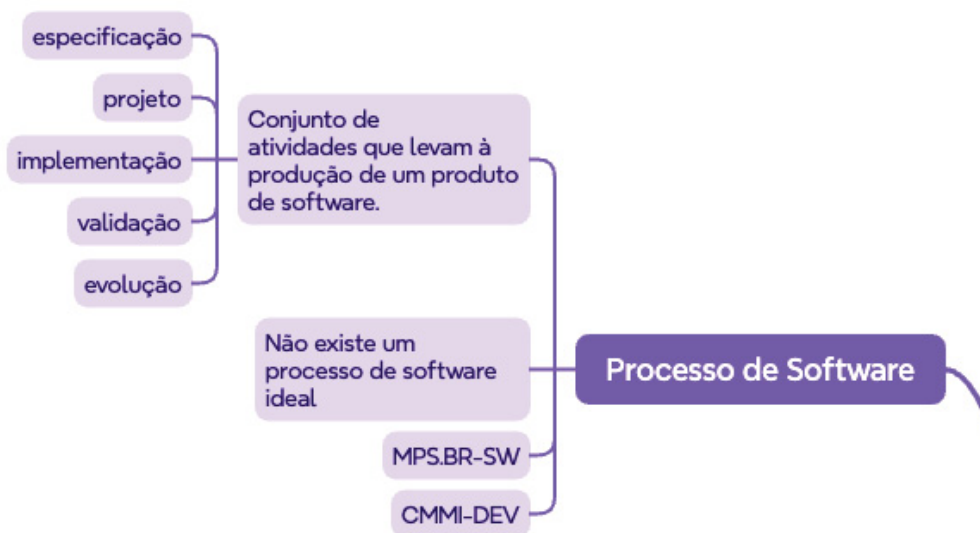 especificação
projeto
implementação
validação
evolução
Conjunto de
atividades que levam à
produção de um produto
de software.
Não existe um
processo de software
ideal
MPS.BR-SW
CMMI-DEV
Processo de Software